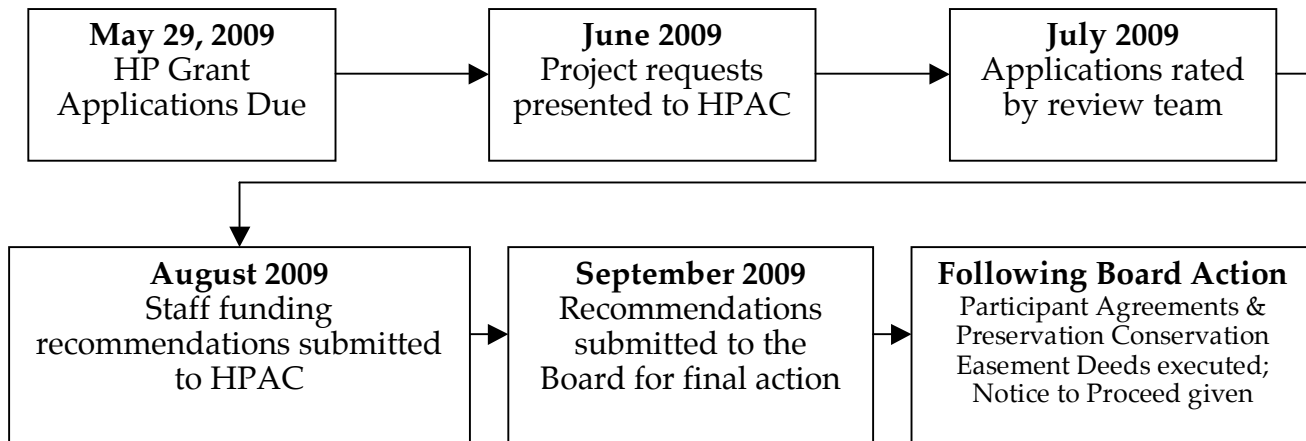 May 29, 2009
HP Grant
Applications Due
June 2009
Project requests
presented to HPAC
July 2009
Applications rated
by review team
August 2009
Staff funding
recommendations submitted
to HPAC
September 2009
Recommendations
submitted to the
Board for final action
Following Board Action
Participant Agreements &
Preservation Conservation
Easement Deeds executed;
Notice to Proceed given